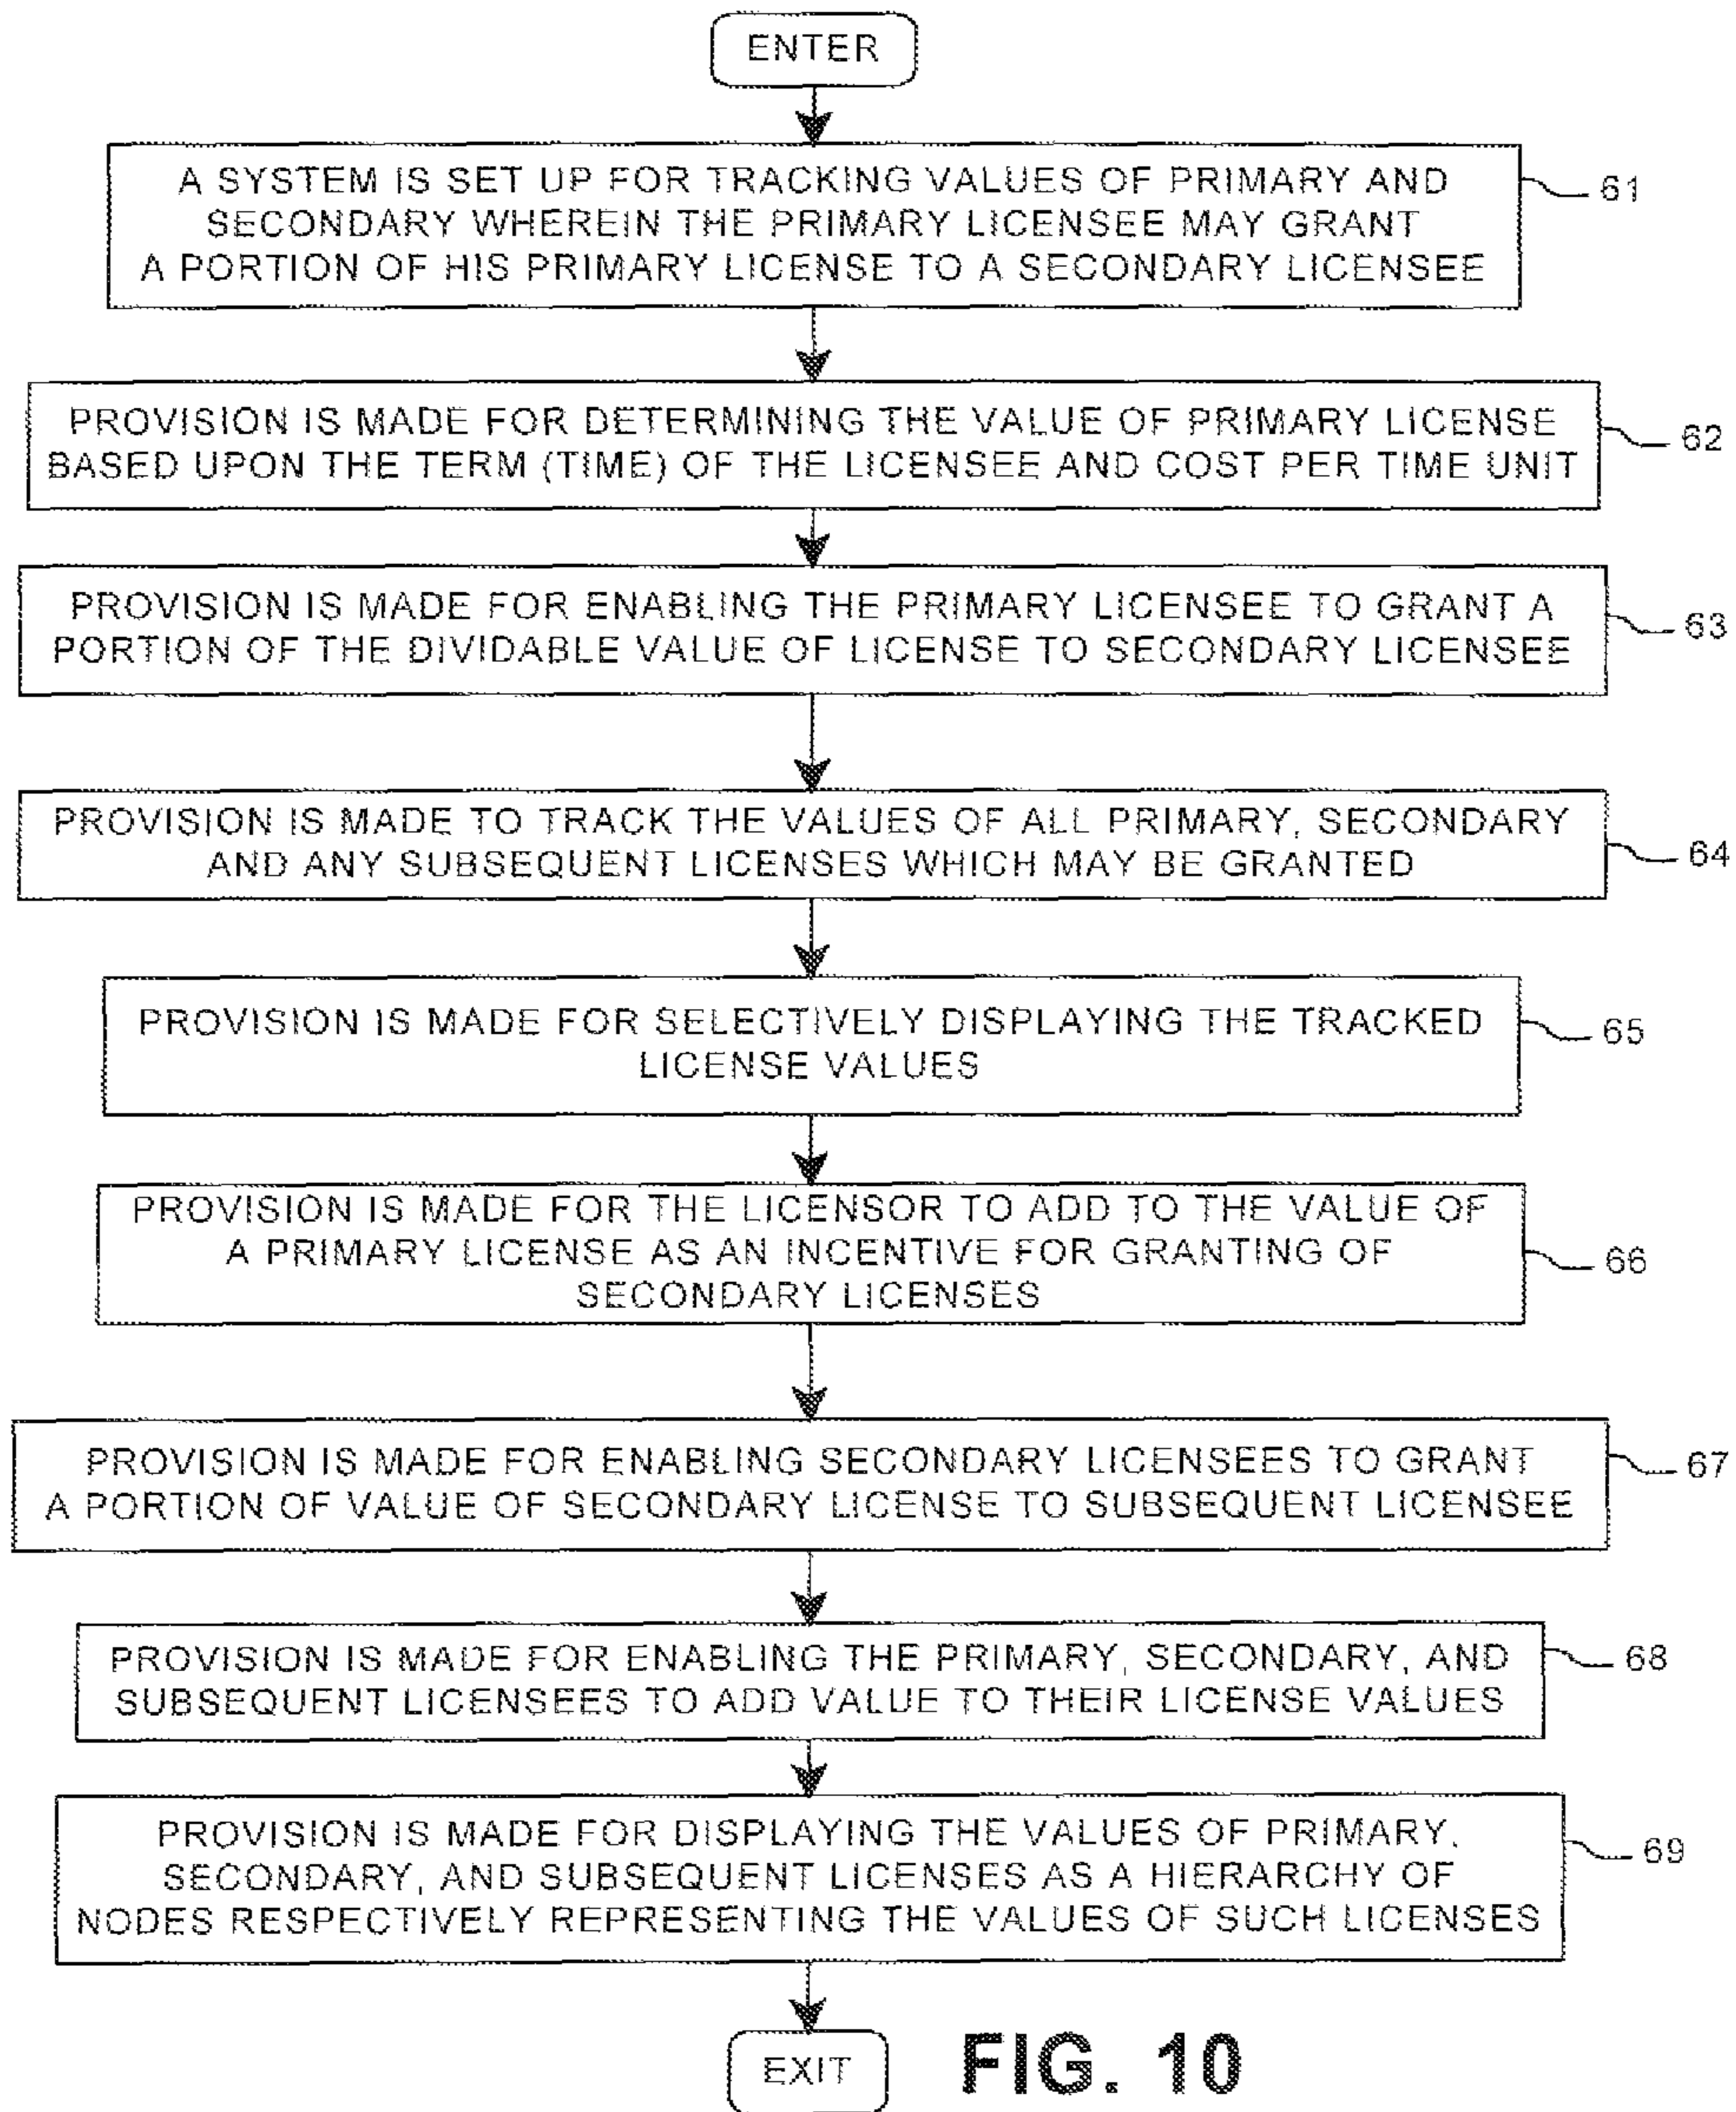 ENTER
A SYSTEM IS SET UP FOR TRACKING VALUES OF PRIMARY AND
SECONDARY WHEREIN THE PRIMARY LICENSEE MAY GRANT
A PORTION OF HIS PRIMARY LICENSE TO A SECONDARY LICENSEE
61
PROVISION IS MADE FOR DETERMINING THE VALUE OF PRIMARY LICENSE
BASED UPON THE TERM (TIME) OF THE LICENSEE AND COST PER TIME UNIT
62
PROVISION IS MADE FOR ENABLING THE PRIMARY LICENSEE TO GRANT A
PORTION OF THE DIVIDABLE VALUE OF LICENSE TO SECONDARY LICENSEE
63
PROVISION IS MADE TO TRACK THE VALUES OF ALL PRIMARY, SECONDARY
AND ANY SUBSEQUENT LICENSES WHICH MAY BE GRANTED
64
PROVISION IS MADE FOR SELECTIVELY DISPLAYING THE TRACKED
LICENSE VALUES
65
PROVISION IS MADE FOR THE LICENSOR TO ADD TO THE VALUE OF
A PRIMARY LICENSE AS AN INCENTIVE FOR GRANTING OF
SECONDARY LICENSES
66
PROVISION IS MADE FOR ENABLING SECONDARY LICENSEES TO GRANT
A PORTION OF VALUE OF SECONDARY LICENSE TO SUBSEQUENT LICENSEE
67
PROVISION IS MADE FOR ENABLING THE PRIMARY, SECONDARY, AND
SUBSEQUENT LICENSEES TO ADD VALUE TO THEIR LICENSE VALUES
68
PROVISION IS MADE FOR DISPLAYING THE VALUES OF PRIMARY,
SECONDARY, AND SUBSEQUENT LICENSES AS A HIERARCHY OF
NODES RESPECTIVELY REPRESENTING THE VALUES OF SUCH LICENSES
69
EXIT
FIG. 10